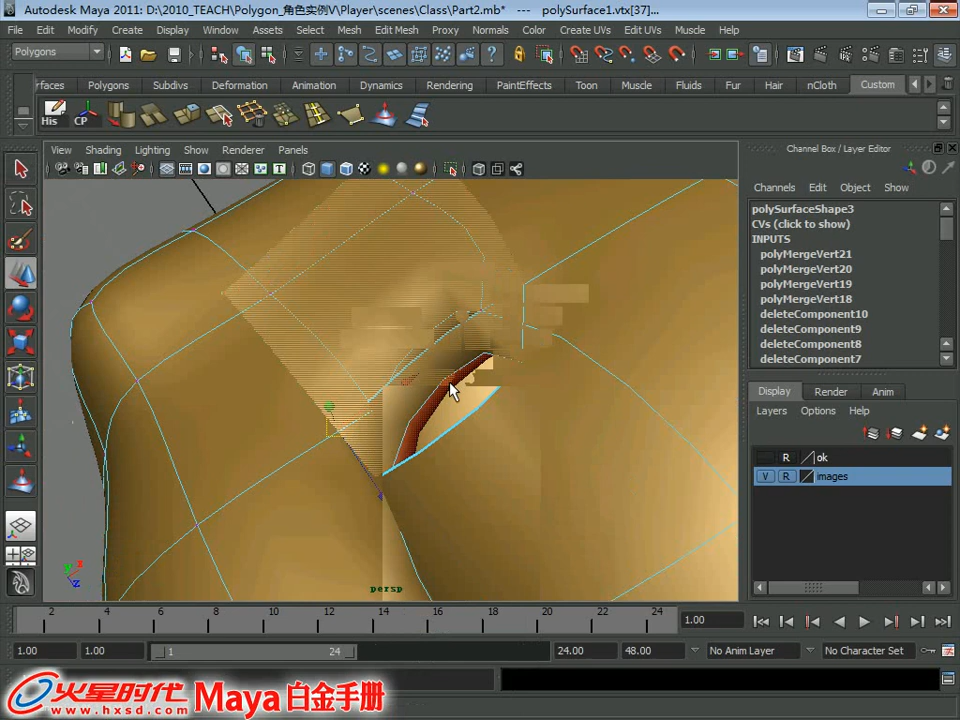 Autodesk Maya 2011: D:\2010_TEACH\Polygon_角色实例V\Player\scenes\Class\Part2.mb* --- polySurface1.vtx[37]...
File Edit Modify Create Display Window Assets Select Mesh Edit Mesh Proxy Normals Color Create UVs Edit UVs Muscle Help
Polygons
rfaces Polygons Subdivs Deformation Animation Dynamics Rendering PaintEffects Toon Muscle Fluids Fur Hair nCloth Custom
His CP
View Shading Lighting Show Renderer Panels
Channel Box / Layer Editor
Channels Edit Object Show
polySurfaceShape3
CVs (click to show)
INPUTS
polyMergeVert21
polyMergeVert20
polyMergeVert19
polyMergeVert18
deleteComponent10
deleteComponent9
deleteComponent8
deleteComponent7
Display Render Anim
Layers Options Help
R ok
V R images
y x
z
persp
2 4 6 8 10 12 14 16 18 20 22 24
1.00
1.00 1.00 1 24 24.00 48.00 No Anim Layer No Character Set
火星时代
www.hxsd.com
Maya 白金手册